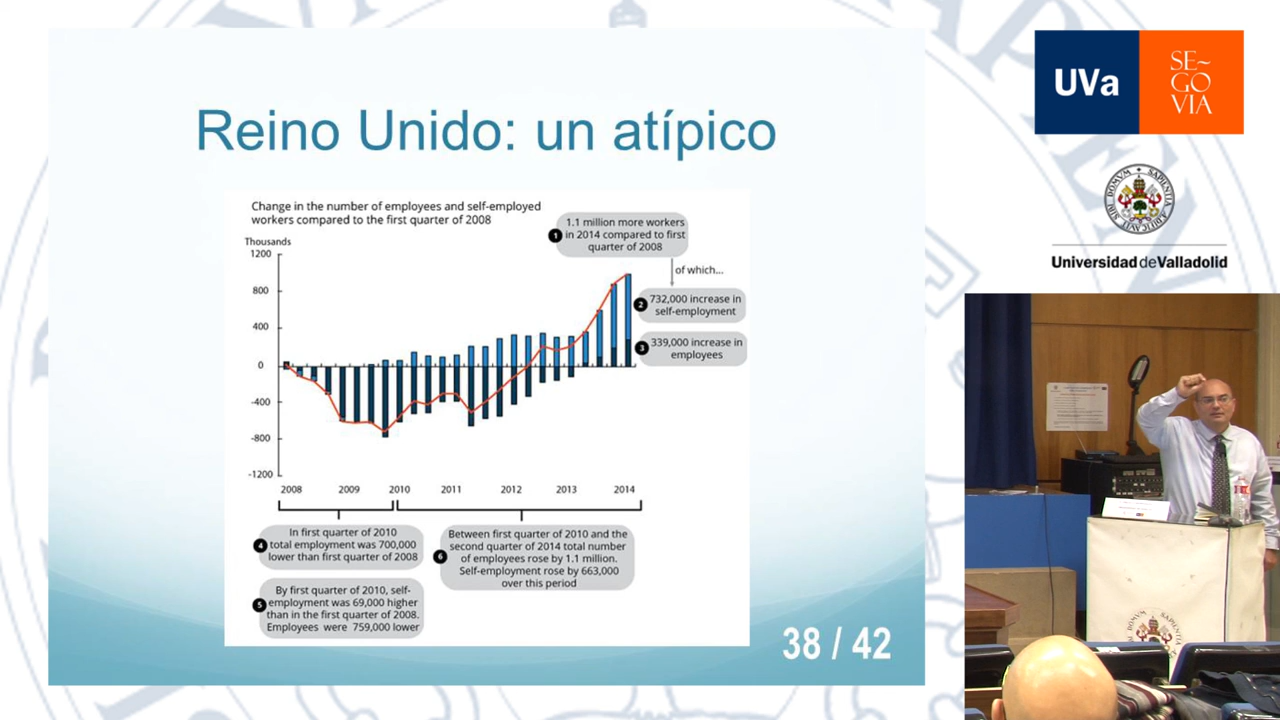 Reino Unido: un atípico
Change in the number of employees and self-employed
workers compared to the first quarter of 2008
Thousands
1200
800
400
0
-400
-800
-1200
2008 2009 2010 2011 2012 2013 2014
1 1.1 million more workers
in 2014 compared to first
quarter of 2008
of which...
2 732,000 increase in
self-employment
3 339,000 increase in
employees
4 In first quarter of 2010
total employment was 700,000
lower than first quarter of 2008
5 By first quarter of 2010, self-
employment was 69,000 higher
than in the first quarter of 2008.
Employees were 759,000 lower
6 Between first quarter of 2010 and the
second quarter of 2014 total number
of employees rose by 1.1 million.
Self-employment rose by 663,000
over this period
38 / 42
UVa
SE~
GO
VIA
Universidad de Valladolid